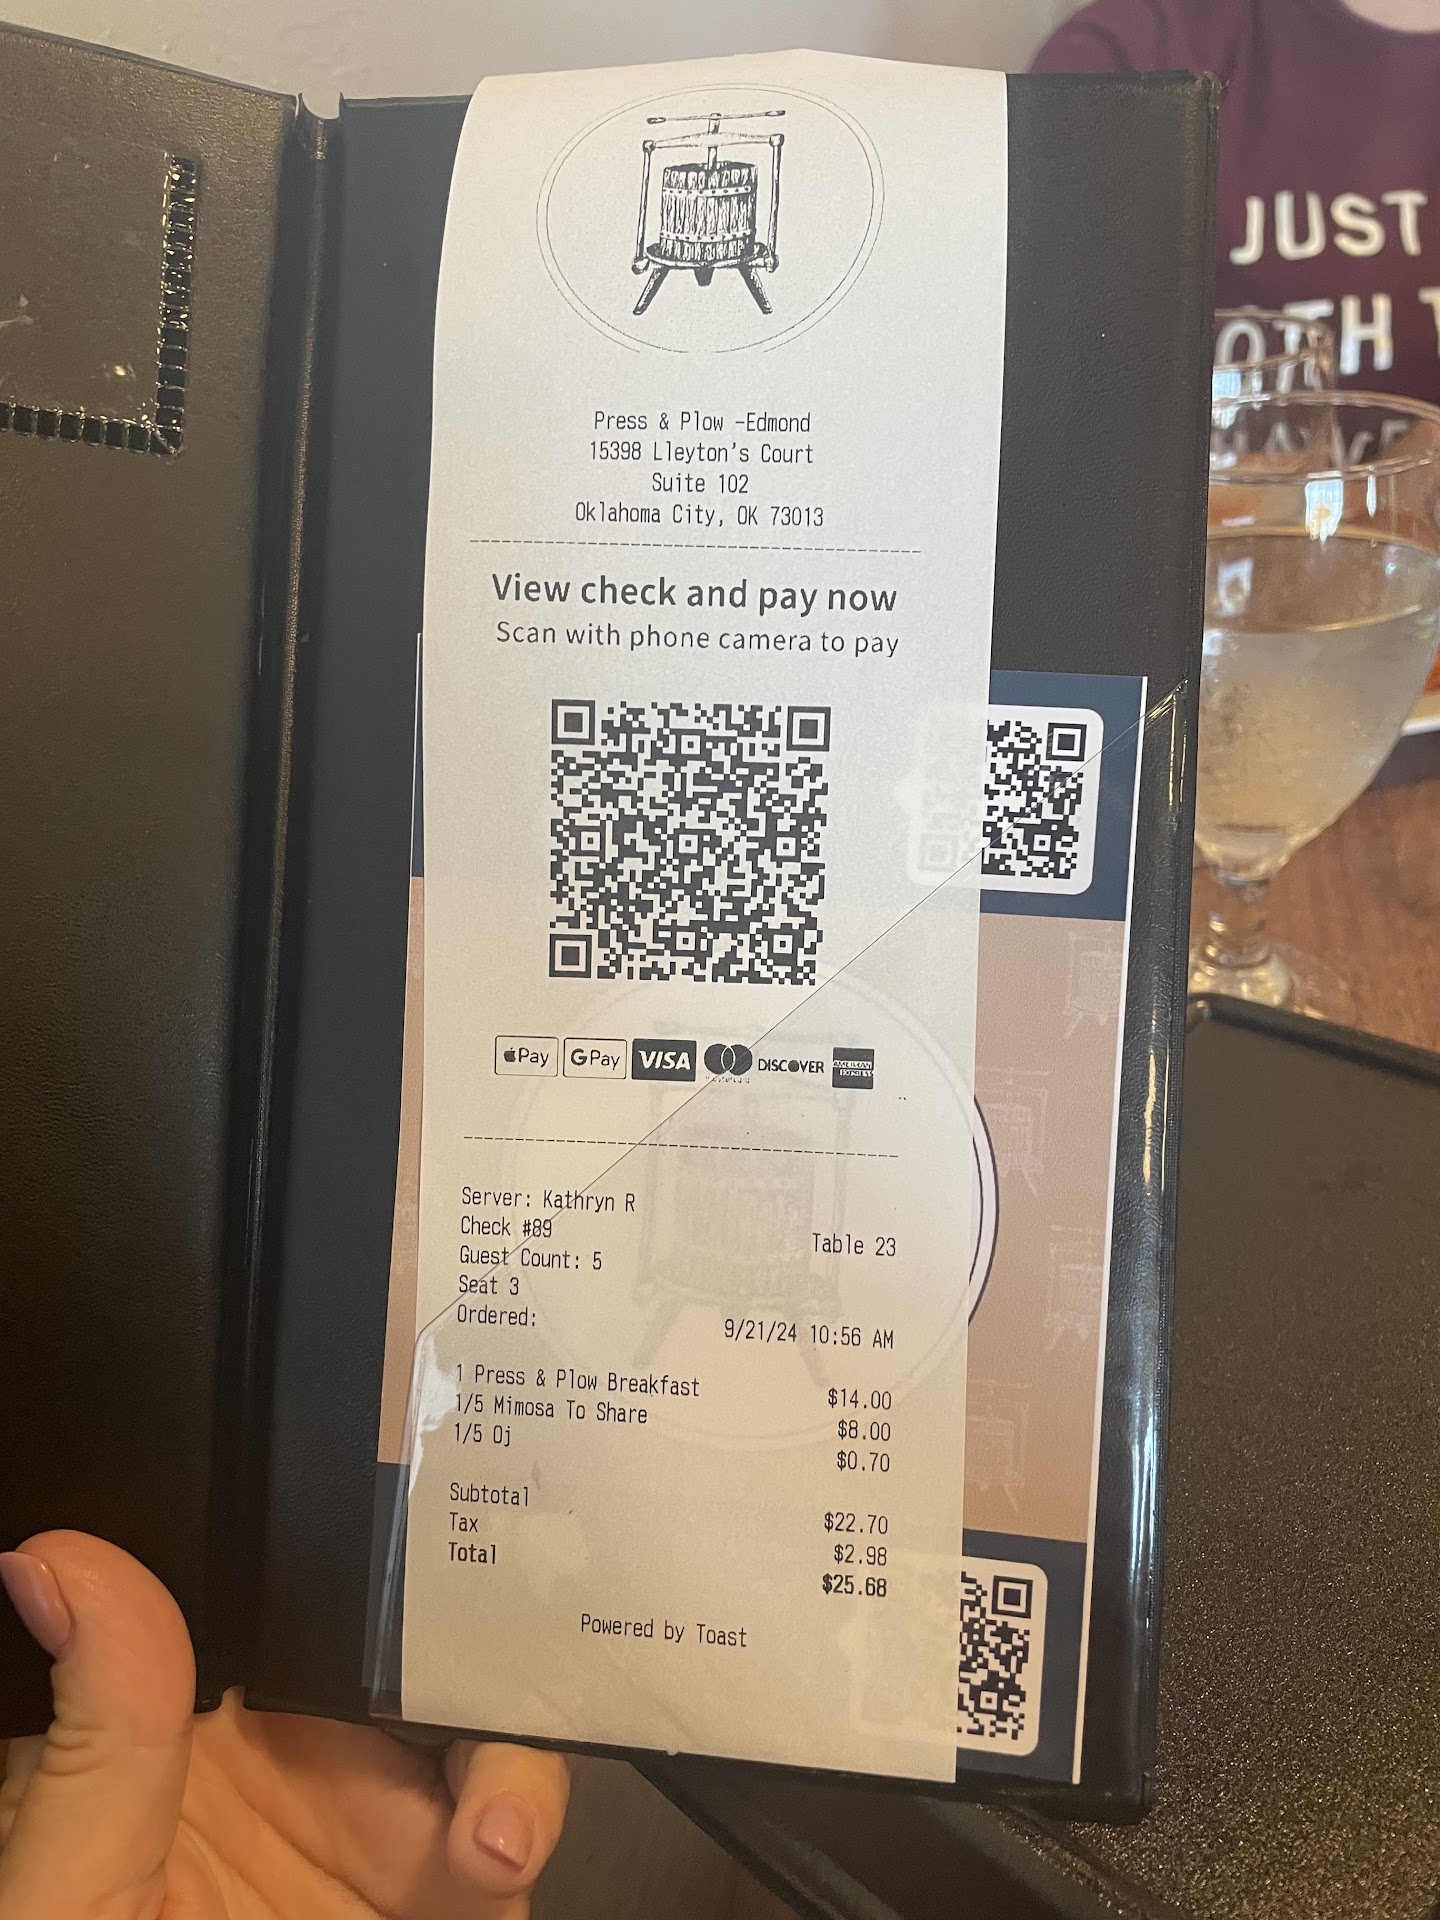 Press & Plow -Edmond
15398 Lleyton's Court
Suite 102
Oklahoma City, OK 73013
View check and pay now
Scan with phone camera to pay
Pay GPay VISA DISCOVER AMERICAN EXPRESS
Server: Kathryn R
Check #89 Table 23
Guest Count: 5
Seat 3
Ordered: 9/21/24 10:56 AM
1 Press & Plow Breakfast $14.00
1/5 Mimosa To Share $8.00
1/5 Oj $0.70
Subtotal $22.70
Tax $2.98
Total $25.68
Powered by Toast
JUST